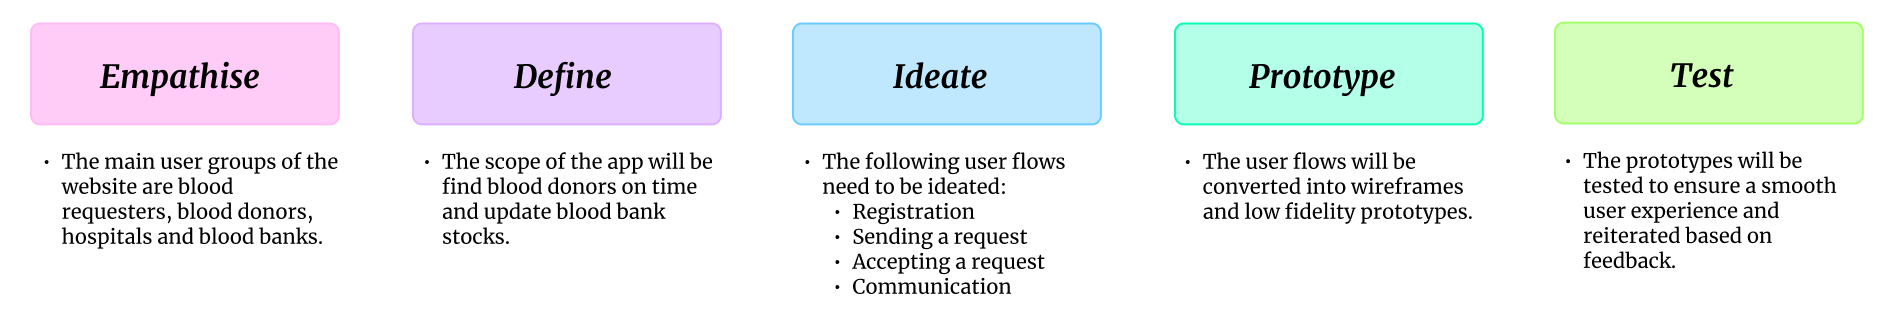 Empathise
• The main user groups of the
website are blood
requesters, blood donors,
hospitals and blood banks.
Define
• The scope of the app will be
find blood donors on time
and update blood bank
stocks.
Ideate
• The following user flows
need to be ideated:
• Registration
• Sending a request
• Accepting a request
• Communication
Prototype
• The user flows will be
converted into wireframes
and low fidelity prototypes.
Test
• The prototypes will be
tested to ensure a smooth
user experience and
reiterated based on
feedback.